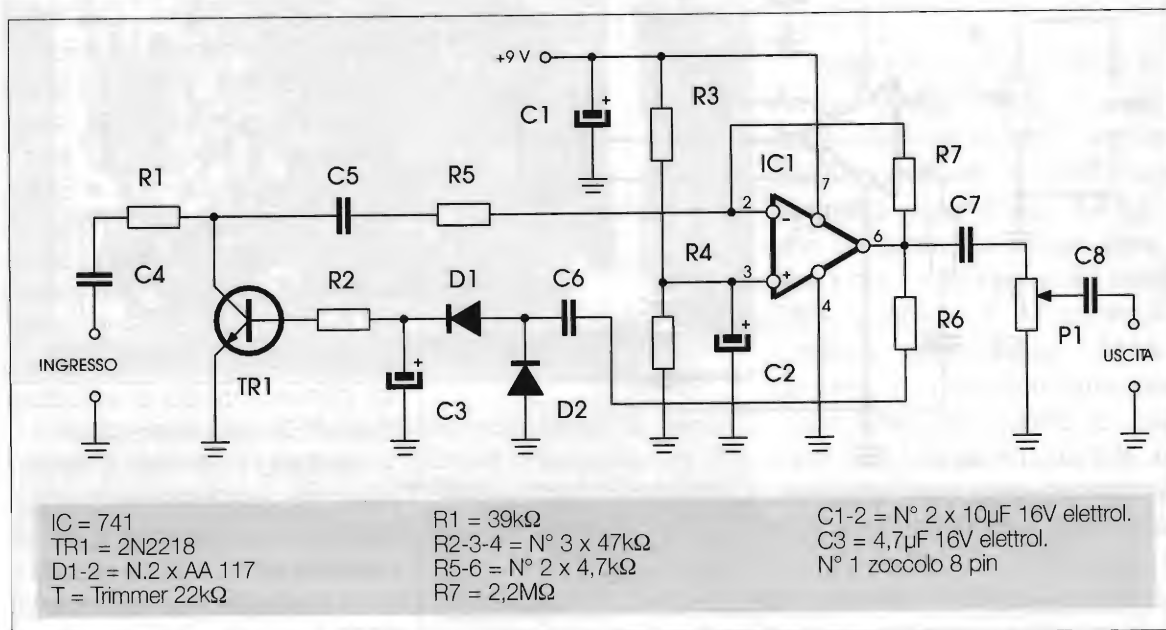 +9 V
R3
C1
IC1
R7
7
R1
C5
R5
2
-
6
C7
C4
R4
3
+
C8
R2
D1
C6
4
R6
P1
INGRESSO
USCITA
TR1
+
C3
D2
+
C2
+
IC = 741
TR1 = 2N2218
D1-2 = N.2 x AA 117
T = Trimmer 22kΩ
R1 = 39kΩ
R2-3-4 = N° 3 x 47kΩ
R5-6 = N° 2 x 4,7kΩ
R7 = 2,2MΩ
C1-2 = N° 2 x 10µF 16V elettrol.
C3 = 4,7µF 16V elettrol.
N° 1 zoccolo 8 pin